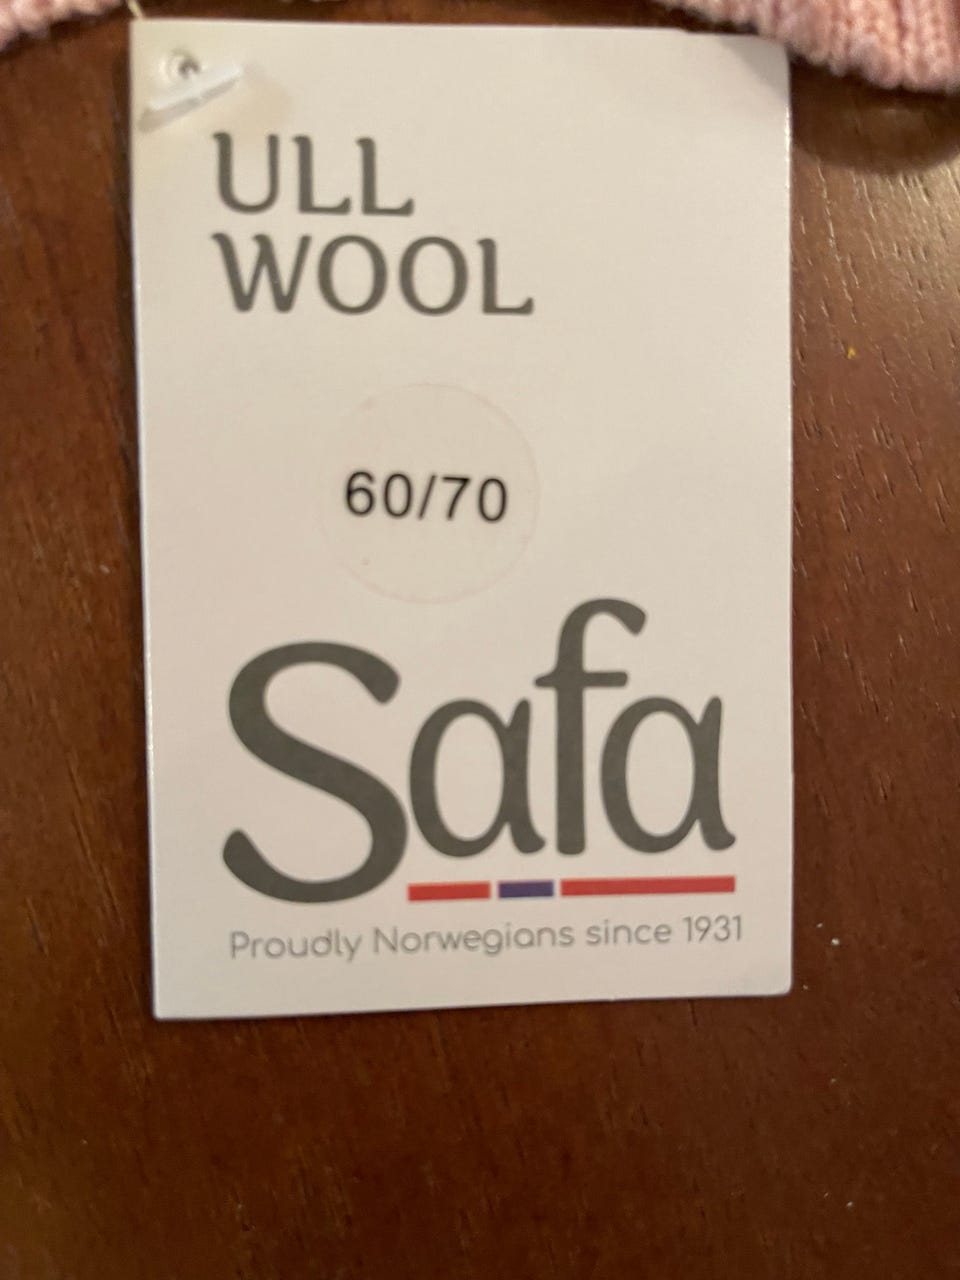 ULL
WOOL
60/70
Safa
Proudly Norwegians since 1931